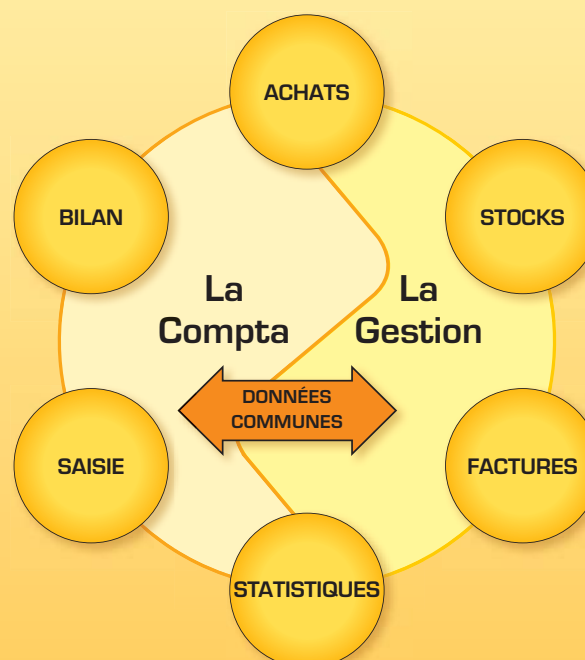 ACHATS
BILAN
STOCKS
La
Compta
La
Gestion
DONNÉES
COMMUNES
SAISIE
FACTURES
STATISTIQUES